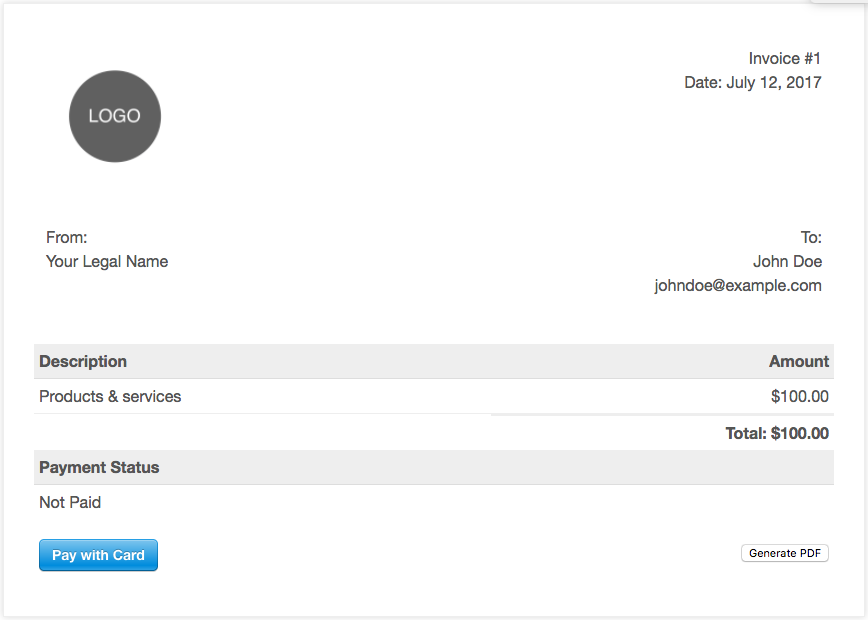 LOGO
Invoice #1
Date: July 12, 2017
From:
Your Legal Name
To:
John Doe
johndoe@example.com
Description Amount
Products & services $100.00
Total: $100.00
Payment Status
Not Paid
Pay with Card
Generate PDF